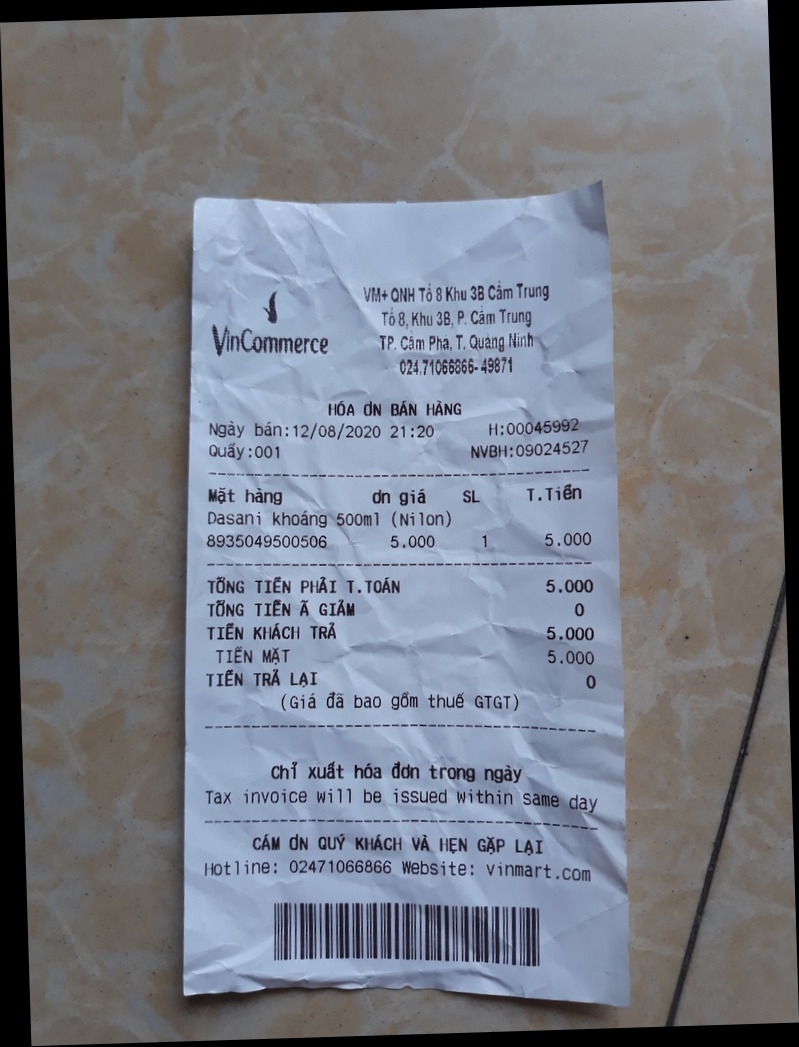 VinCommerce
VM+ QNH Tổ 8 Khu 3B Cẩm Trung
Tổ 8, Khu 3B, P. Cẩm Trung
TP. Cẩm Phả, T. Quảng Ninh
024.71066866-49871
HÓA ƠN BÁN HÀNG
Ngày bán:12/08/2020 21:20 H:00045992
Quầy:001 NVBH:09024527
Mặt hàng ơn giá SL T.Tiền
Dasani khoáng 500ml (Nilon)
8935049500506 5.000 1 5.000
TỔNG TIỀN PHẢI T.TOÁN 5.000
TỔNG TIỀN Ã GIẢM 0
TIỀN KHÁCH TRẢ 5.000
TIỀN MẶT 5.000
TIỀN TRẢ LẠI 0
(Giá đã bao gồm thuế GTGT)
Chỉ xuất hóa đơn trong ngày
Tax invoice will be issued within same day
CÁM ƠN QUÝ KHÁCH VÀ HẸN GẶP LẠI
Hotline: 02471066866 Website: vinmart.com